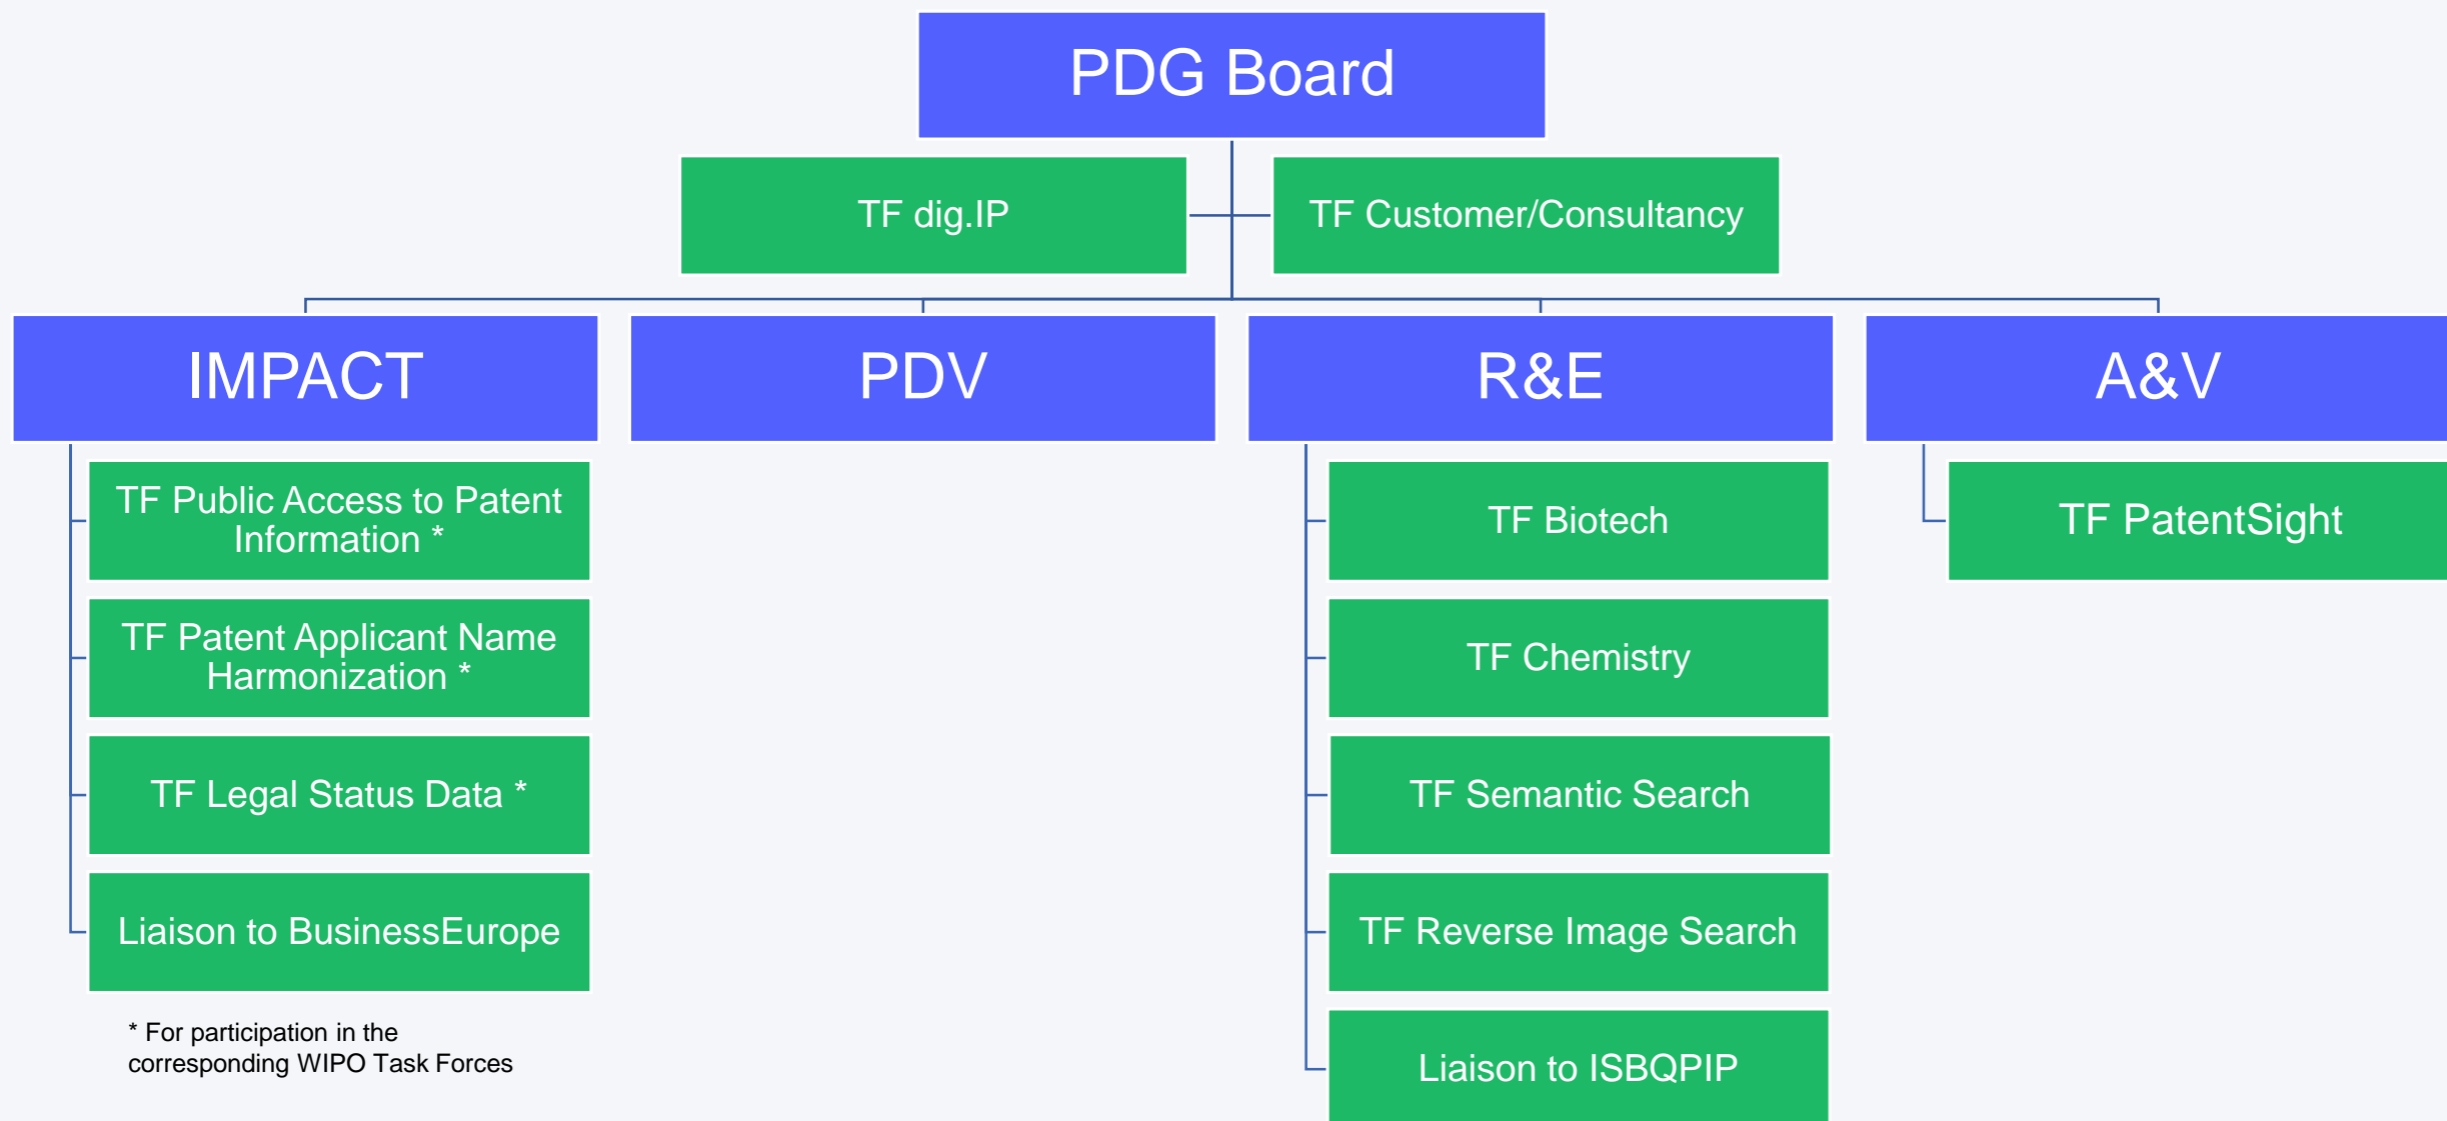 PDG Board
TF dig.IP
TF Customer/Consultancy
IMPACT
PDV
R&E
A&V
TF Public Access to Patent
Information *
TF Patent Applicant Name
Harmonization *
TF Legal Status Data *
Liaison to BusinessEurope
* For participation in the
corresponding WIPO Task Forces
TF Biotech
TF Chemistry
TF Semantic Search
TF Reverse Image Search
Liaison to ISBQPIP
TF PatentSight